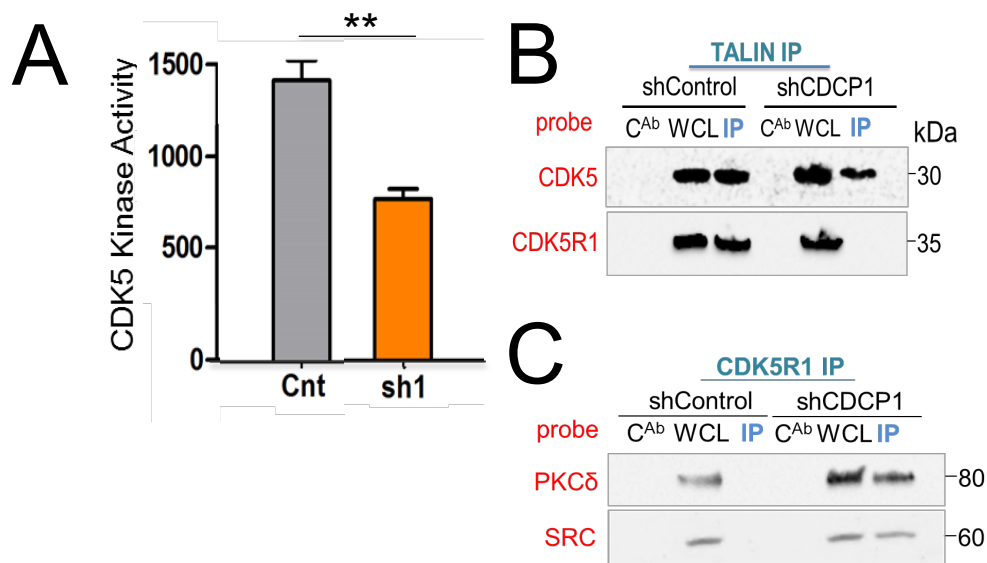 A
**
CDK5 Kinase Activity
1500
1000
500
0
Cnt sh1
B
TALIN IP
shControl shCDCP1
probe CAb WCL IP CAb WCL IP kDa
CDK5 30
CDK5R1 35
C
CDK5R1 IP
shControl shCDCP1
probe CAb WCL IP CAb WCL IP
PKCδ 80
SRC 60